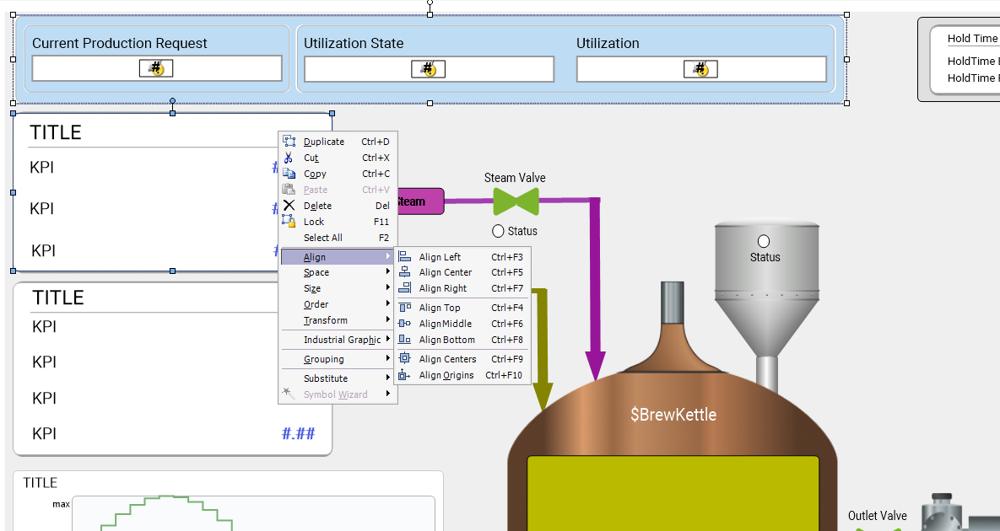 Current Production Request
Utilization State
Utilization
#
#
#
Hold Time
HoldTime
HoldTime
TITLE
KPI
#
KPI
#
KPI
#
Duplicate Ctrl+D
Cut Ctrl+X
Copy Ctrl+C
Paste Ctrl+V
Delete Del
Lock F11
Select All F2
Align
Space
Size
Order
Transform
Industrial Graphic
Grouping
Substitute
Symbol Wizard
Align Left Ctrl+F3
Align Center Ctrl+F5
Align Right Ctrl+F7
Align Top Ctrl+F4
AlignMiddle Ctrl+F6
Align Bottom Ctrl+F8
Align Centers Ctrl+F9
Align Origins Ctrl+F10
Steam
Steam Valve
Status
Status
$BrewKettle
TITLE
KPI
KPI
KPI
KPI
#.##
TITLE
max
Outlet Valve